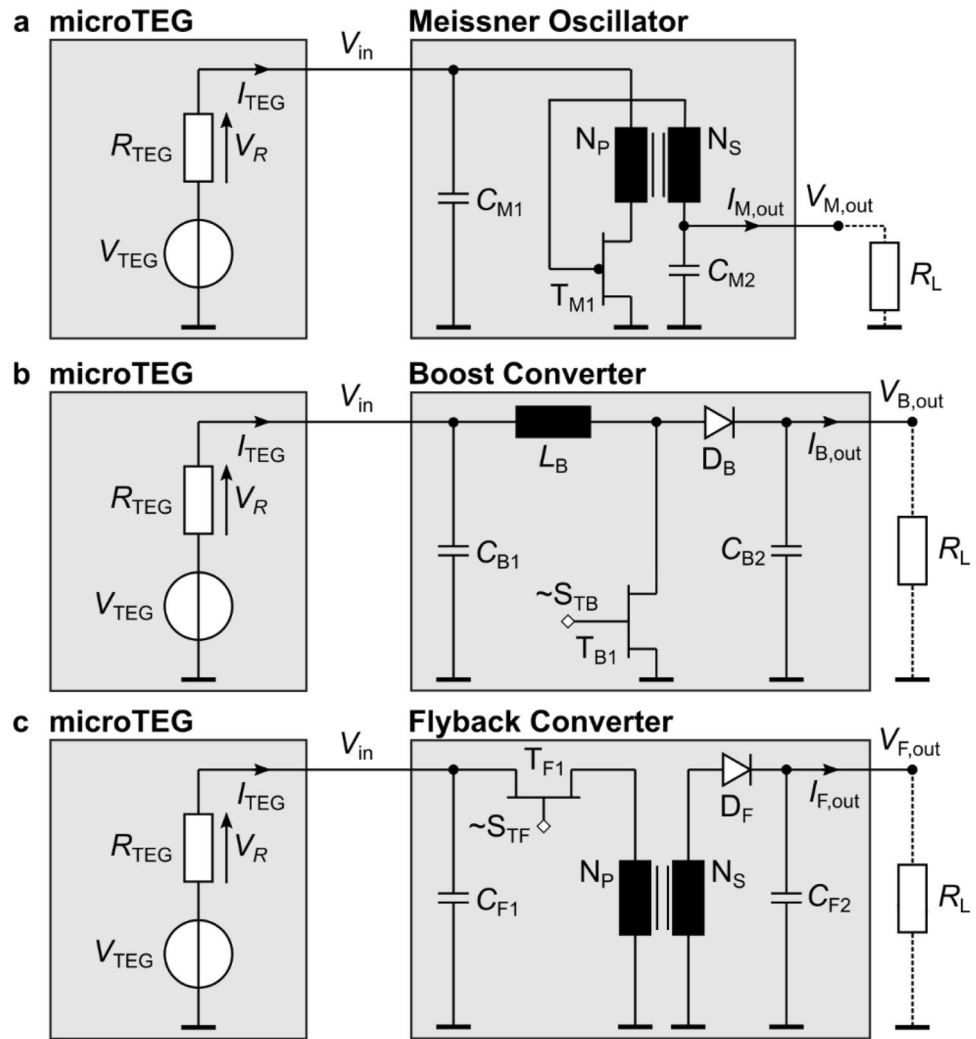 a microTEG Meissner Oscillator
V_in
I_TEG
R_TEG V_R
V_TEG
C_M1
N_P N_S
I_M,out V_M,out
T_M1 C_M2
R_L
b microTEG Boost Converter
V_in V_B,out
I_TEG L_B D_B I_B,out
R_TEG V_R
C_B1 C_B2 R_L
~S_TB
V_TEG
T_B1
c microTEG Flyback Converter
V_in V_F,out
T_F1
I_TEG D_F I_F,out
~S_TF
R_TEG V_R
N_P N_S
C_F1 C_F2 R_L
V_TEG